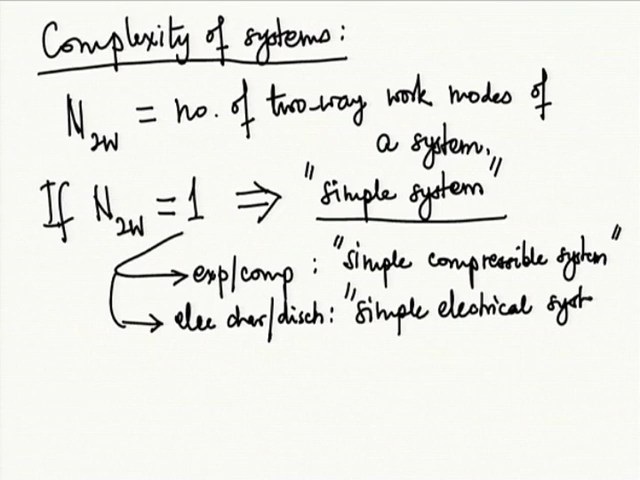 Complexity of systems:
N2W = no. of two-way work modes of
a system.
If N2W = 1 ⇒ "simple system"
→ exp/comp : "simple compressible system"
→ elec char/disch: "simple electrical syst